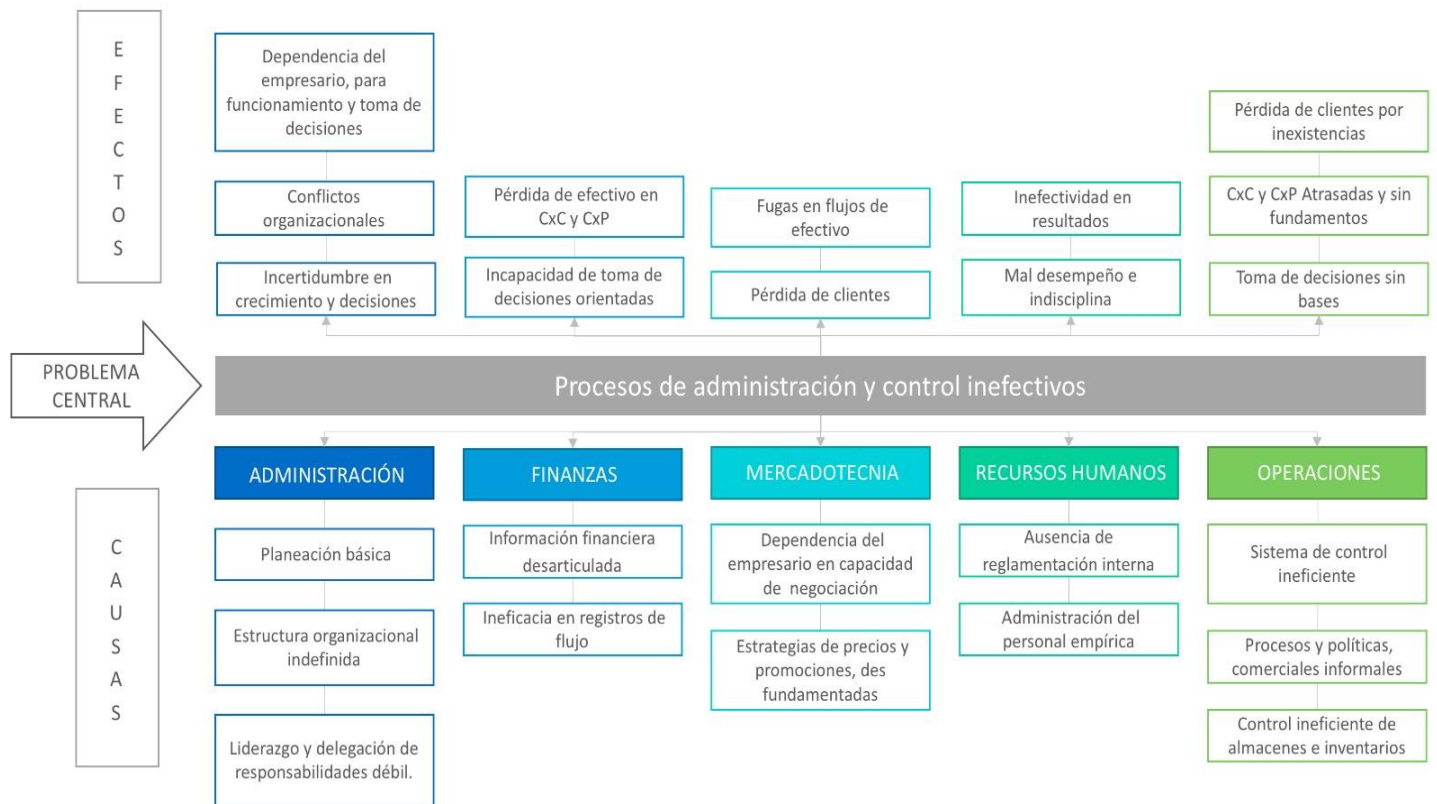 EFECTOS
Dependencia del
empresario, para
funcionamiento y toma de
decisiones
Conflictos
organizacionales
Incertidumbre en
crecimiento y decisiones
Pérdida de efectivo en
CxC y CxP
Incapacidad de toma de
decisiones orientadas
Fugas en flujos de
efectivo
Pérdida de clientes
Inefectividad en
resultados
Mal desempeño e
indisciplina
Pérdida de clientes por
inexistencias
CxC y CxP Atrasadas y sin
fundamentos
Toma de decisiones sin
bases
PROBLEMA
CENTRAL
Procesos de administración y control inefectivos
CAUSAS
ADMINISTRACIÓN
Planeación básica
Estructura organizacional
indefinida
Liderazgo y delegación de
responsabilidades débil.
FINANZAS
Información financiera
desarticulada
Ineficacia en registros de
flujo
MERCADOTECNIA
Dependencia del
empresario en capacidad
de negociación
Estrategias de precios y
promociones, des
fundamentadas
RECURSOS HUMANOS
Ausencia de
reglamentación interna
Administración del
personal empírica
OPERACIONES
Sistema de control
ineficiente
Procesos y políticas,
comerciales informales
Control ineficiente de
almacenes e inventarios